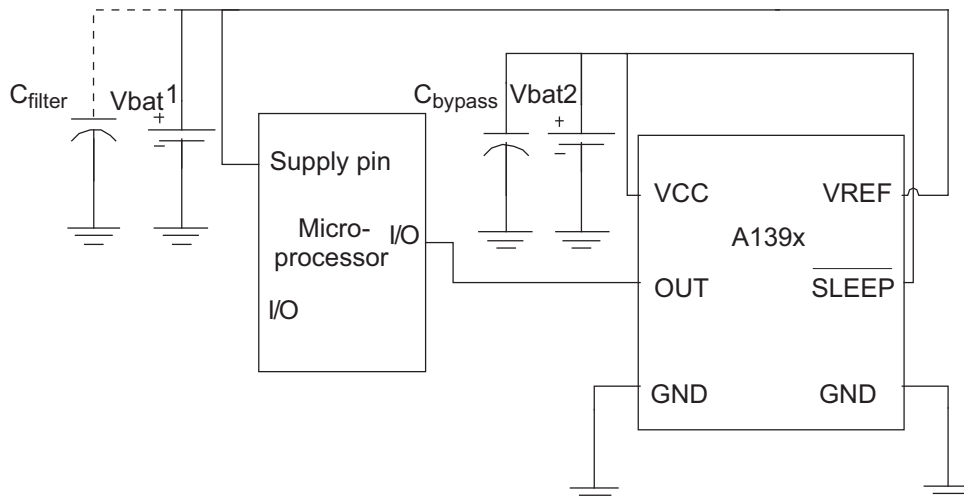 Cfilter
Vbat1
+
−
Cbypass
Vbat2
+
−
Supply pin
Micro-
processor
I/O
I/O
VCC
VREF
A139x
OUT
SLEEP
GND
GND